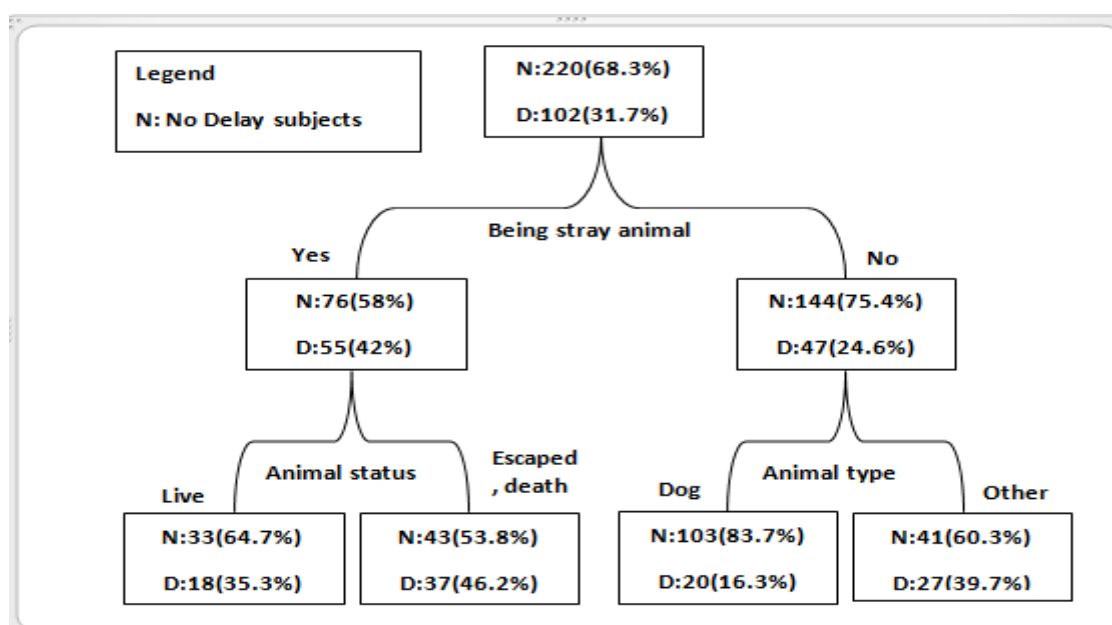 Legend
N: No Delay subjects
N:220(68.3%)
D:102(31.7%)
Being stray animal
Yes
No
N:76(58%)
D:55(42%)
N:144(75.4%)
D:47(24.6%)
Animal status
Live
Escaped
, death
Animal type
Dog
Other
N:33(64.7%)
D:18(35.3%)
N:43(53.8%)
D:37(46.2%)
N:103(83.7%)
D:20(16.3%)
N:41(60.3%)
D:27(39.7%)